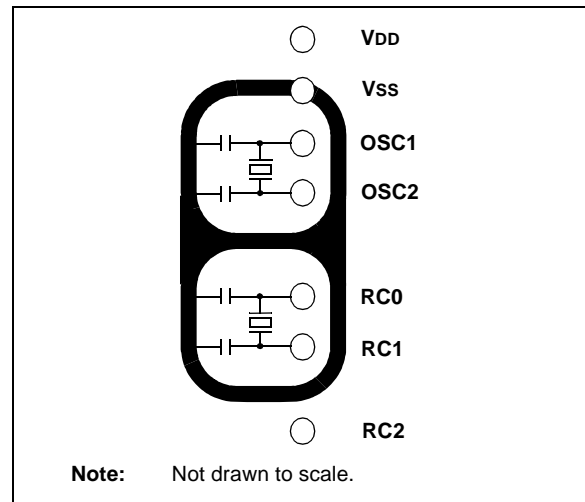 VDD
VSS
OSC1
OSC2
RC0
RC1
RC2
Note: Not drawn to scale.